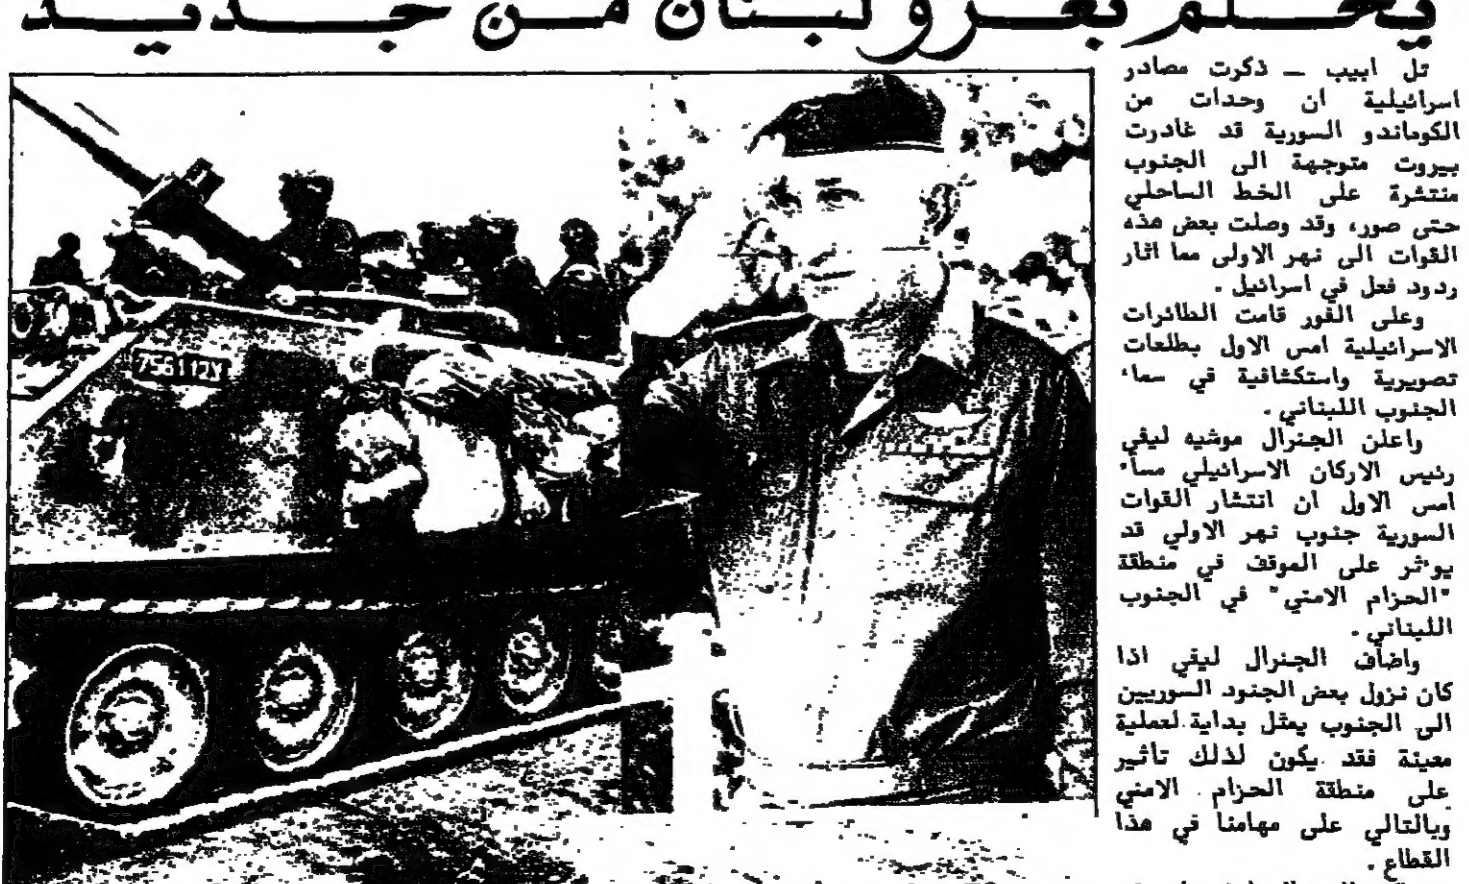 يحلم بغزو لبنان من جديد
تل ابيب — ذكرت مصادر
اسرائيلية ان وحدات من
الكوماندو السورية قد غادرت
بيروت متوجهة الى الجنوب
منتشرة على الخط الساحلي
حتى صور، وقد وصلت بعض هذه
القوات الى نهر الاولى مما اثار
ردود فعل في اسرائيل .
وعلى الفور قامت الطائرات
الاسرائيلية امس الاول بطلعات
تصويرية واستكشافية في سماء
الجنوب اللبناني .
واعلن الجنرال موشيه ليفي
رئيس الاركان الاسرائيلي مساء
امس الاول ان انتشار القوات
السورية جنوب نهر الاولي قد
يوءثر على الموقف في منطقة
"الحزام الامني" في الجنوب
اللبناني .
واضاف الجنرال ليفي اذا
كان نزول بعض الجنود السوريين
الى الجنوب يمثل بداية لعملية
معينة فقد يكون لذلك تأثير
على منطقة الحزام الامني
وبالتالي على مهامنا في هذا
القطاع .